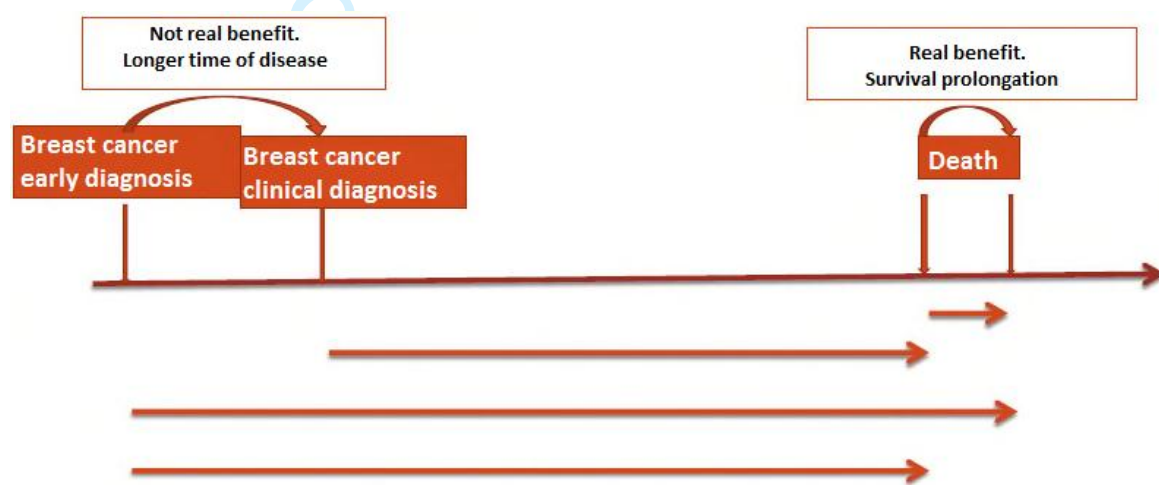 Not real benefit.
Longer time of disease
Real benefit.
Survival prolongation
Breast cancer
early diagnosis
Breast cancer
clinical diagnosis
Death